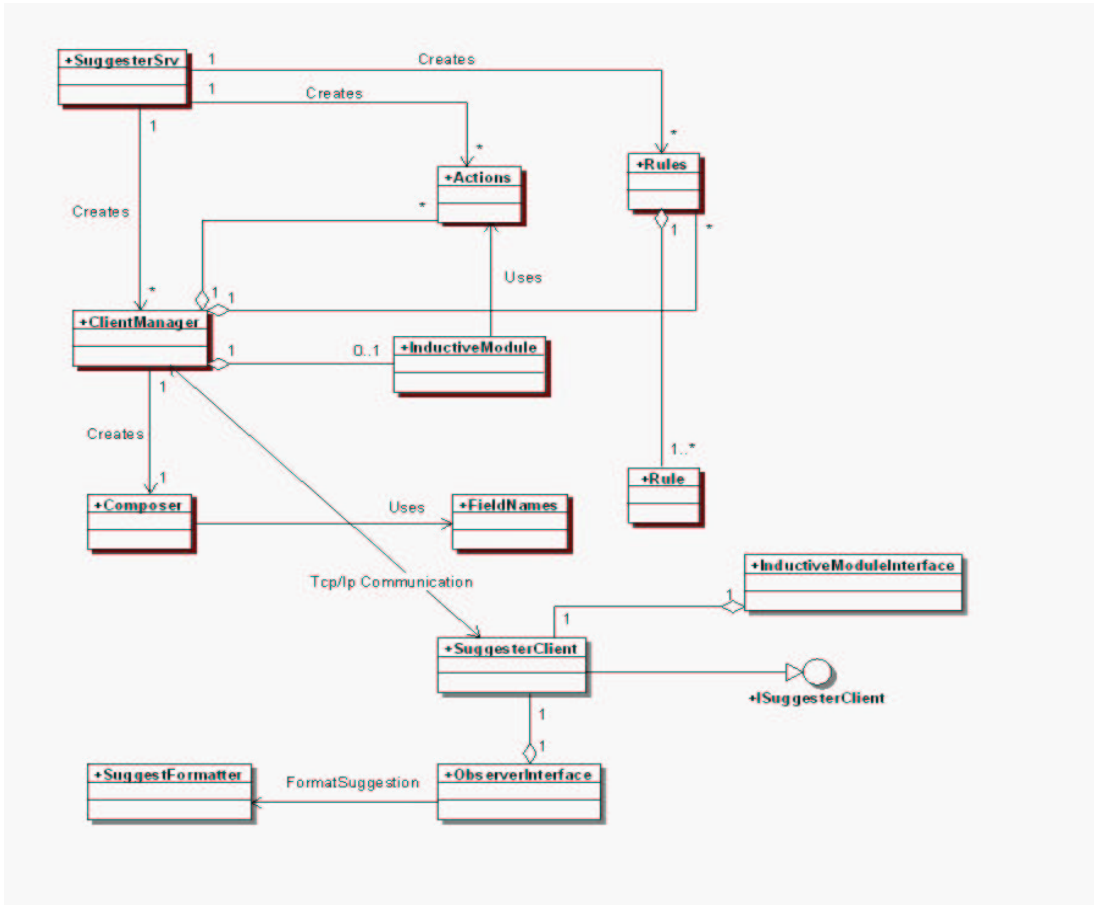 +SuggesterSrv
1
Creates
1
Creates
1
*
*
+Actions
+Rules
*
1
*
Creates
Uses
*
1
1
+ClientManager
1
0..1
+InductiveModule
1
Creates
1
1..*
+Composer
Uses
+FieldNames
+Rule
Tcp/Ip Communication
+InductiveModuleInterface
1
1
+SuggesterClient
+ISuggesterClient
1
1
+SuggestFormatter
FormatSuggestion
+ObserverInterface